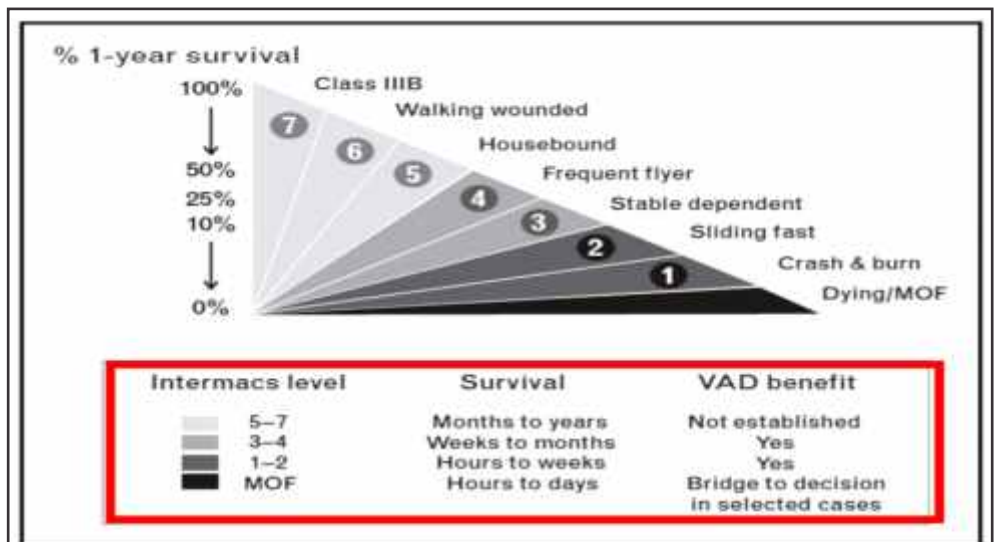 % 1-year survival
100%
50%
25%
10%
0%
Class IIIB
Walking wounded
Housebound
Frequent flyer
Stable dependent
Sliding fast
Crash & burn
Dying/MOF
7
6
5
4
3
2
1
Intermacs level Survival VAD benefit
5–7 Months to years Not established
3–4 Weeks to months Yes
1–2 Hours to weeks Yes
MOF Hours to days Bridge to decision
in selected cases